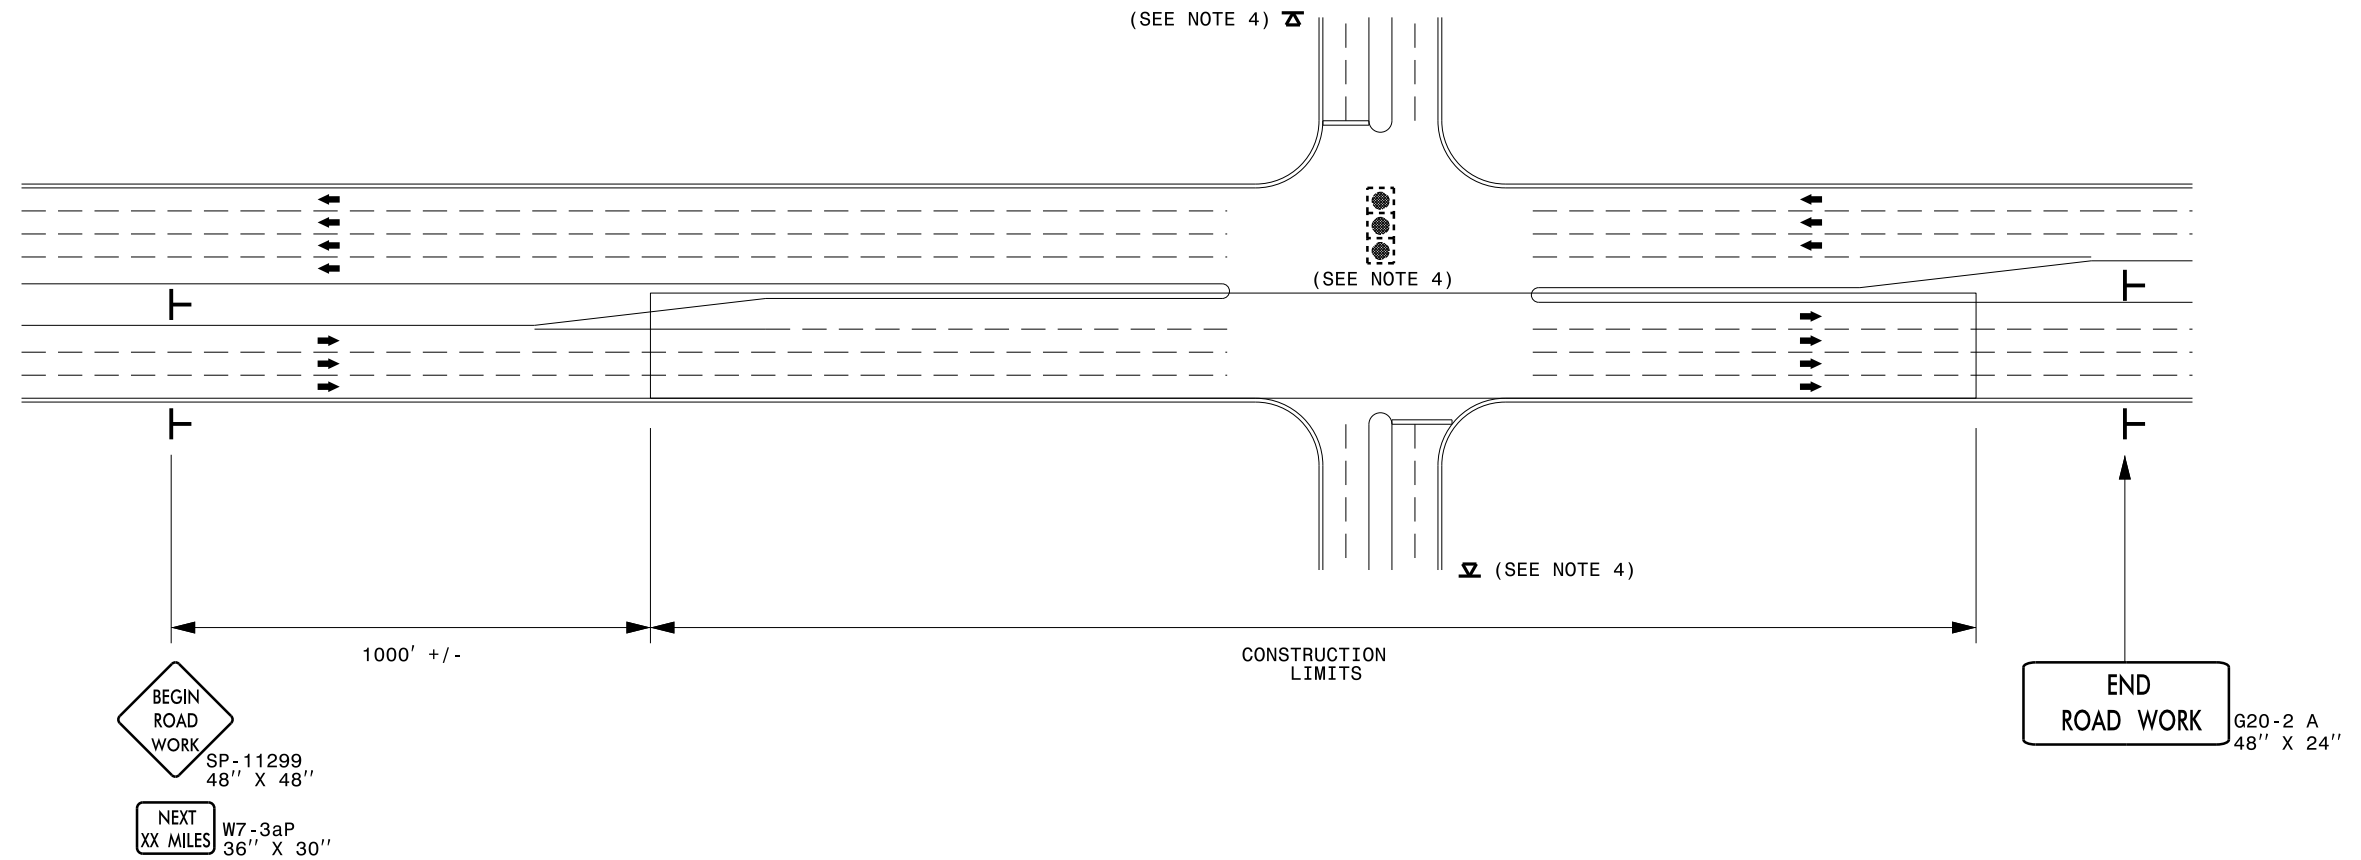 (SEE NOTE 4)
(SEE NOTE 4)
(SEE NOTE 4)
1000' +/-
CONSTRUCTION
LIMITS
BEGIN
ROAD
WORK
SP-11299
48'' X 48''
NEXT
XX MILES
W7-3aP
36'' X 30''
END
ROAD WORK
G20-2 A
48'' X 24''